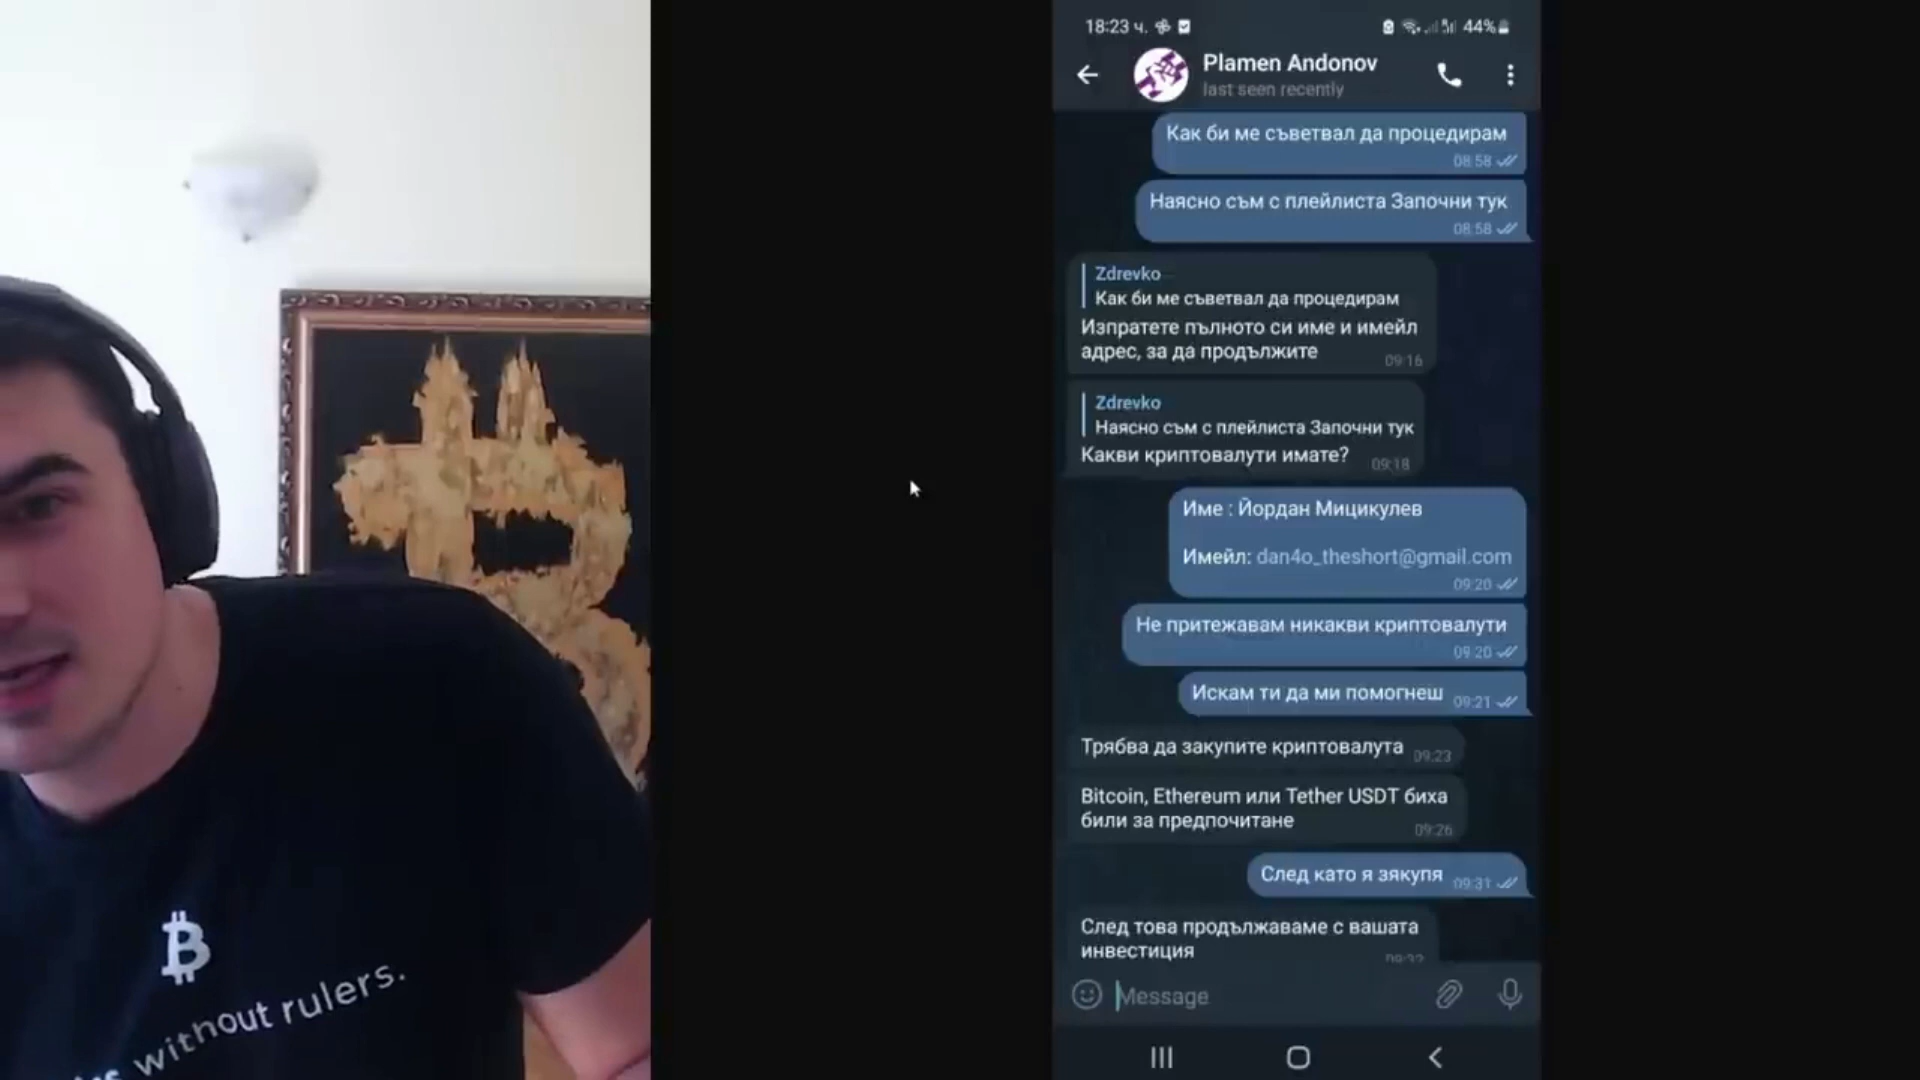 18:23 ч.
44%
Plamen Andonov
last seen recently
Как би ме съветвал да процедирам
08:58
Наясно съм с плейлиста Започни тук
08:58
Zdrevko
Как би ме съветвал да процедирам
Изпратете пълното си име и имейл
адрес, за да продължите
09:16
Zdrevko
Наясно съм с плейлиста Започни тук
Какви криптовалути имате?
09:18
Име : Йордан Мицикулев
Имейл: dan4o_theshort@gmail.com
09:20
Не притежавам никакви криптовалути
09:20
Искам ти да ми помогнеш
09:21
Трябва да закупите криптовалута
09:23
Bitcoin, Ethereum или Tether USDT биха
били за предпочитане
09:26
След като я зякупя
09:31
След това продължаваме с вашата
инвестиция
Message
without rulers.